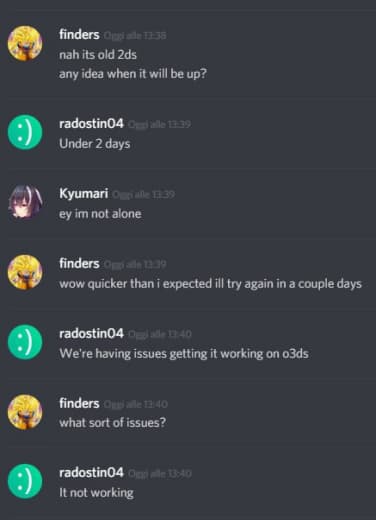 finders Oggi alle 13:38
nah its old 2ds
any idea when it will be up?
radostin04 Oggi alle 13:39
Under 2 days
Kyumari Oggi alle 13:39
ey im not alone
finders Oggi alle 13:39
wow quicker than i expected ill try again in a couple days
radostin04 Oggi alle 13:40
We're having issues getting it working on o3ds
finders Oggi alle 13:40
what sort of issues?
radostin04 Oggi alle 13:40
It not working